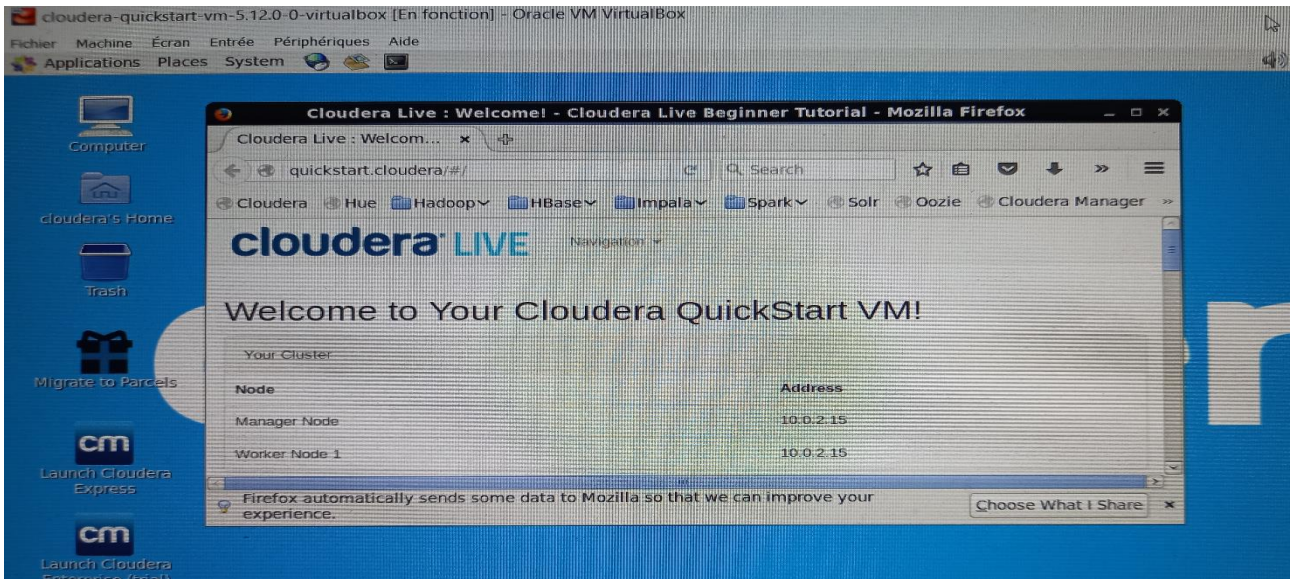 cloudera-quickstart-vm-5.12.0-0-virtualbox [En fonction] - Oracle VM VirtualBox
Fichier Machine Écran Entrée Périphériques Aide
Applications Places System
Computer
cloudera's Home
Trash
Migrate to Parcels
cm
Launch Cloudera
Express
cm
Launch Cloudera
Enterprise (trial)
Cloudera Live : Welcome! - Cloudera Live Beginner Tutorial - Mozilla Firefox
Cloudera Live : Welcom...
quickstart.cloudera/#/
Search
Cloudera Hue Hadoop HBase Impala Spark Solr Oozie Cloudera Manager
cloudera LIVE Navigation
Welcome to Your Cloudera QuickStart VM!
Your Cluster
Node Address
Manager Node 10.0.2.15
Worker Node 1 10.0.2.15
Firefox automatically sends some data to Mozilla so that we can improve your
experience.
Choose What I Share